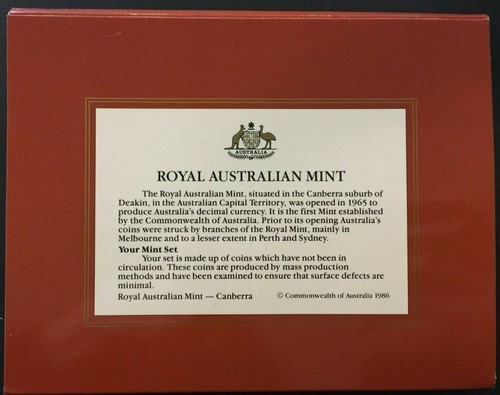 AUSTRALIA
ROYAL AUSTRALIAN MINT
The Royal Australian Mint, situated in the Canberra suburb of
Deakin, in the Australian Capital Territory, was opened in 1965 to
produce Australia's decimal currency. It is the first Mint established
by the Commonwealth of Australia. Prior to its opening Australia's
coins were struck by branches of the Royal Mint, mainly in
Melbourne and to a lesser extent in Perth and Sydney.
Your Mint Set
Your set is made up of coins which have not been in
circulation. These coins are produced by mass production
methods and have been examined to ensure that surface defects are
minimal.
Royal Australian Mint — Canberra © Commonwealth of Australia 1986